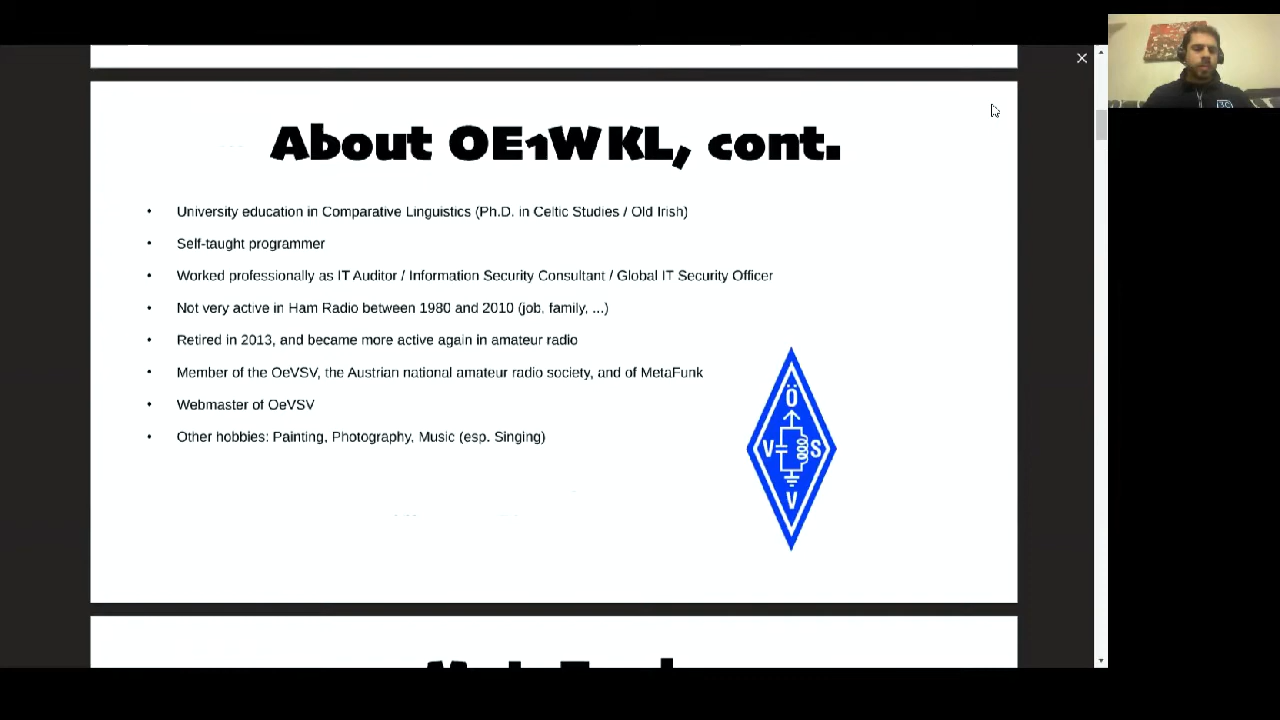 About OE1WKL, cont.
• University education in Comparative Linguistics (Ph.D. in Celtic Studies / Old Irish)
• Self-taught programmer
• Worked professionally as IT Auditor / Information Security Consultant / Global IT Security Officer
• Not very active in Ham Radio between 1980 and 2010 (job, family, ...)
• Retired in 2013, and became more active again in amateur radio
• Member of the OeVSV, the Austrian national amateur radio society, and of MetaFunk
• Webmaster of OeVSV
• Other hobbies: Painting, Photography, Music (esp. Singing)
Ö
V S
V